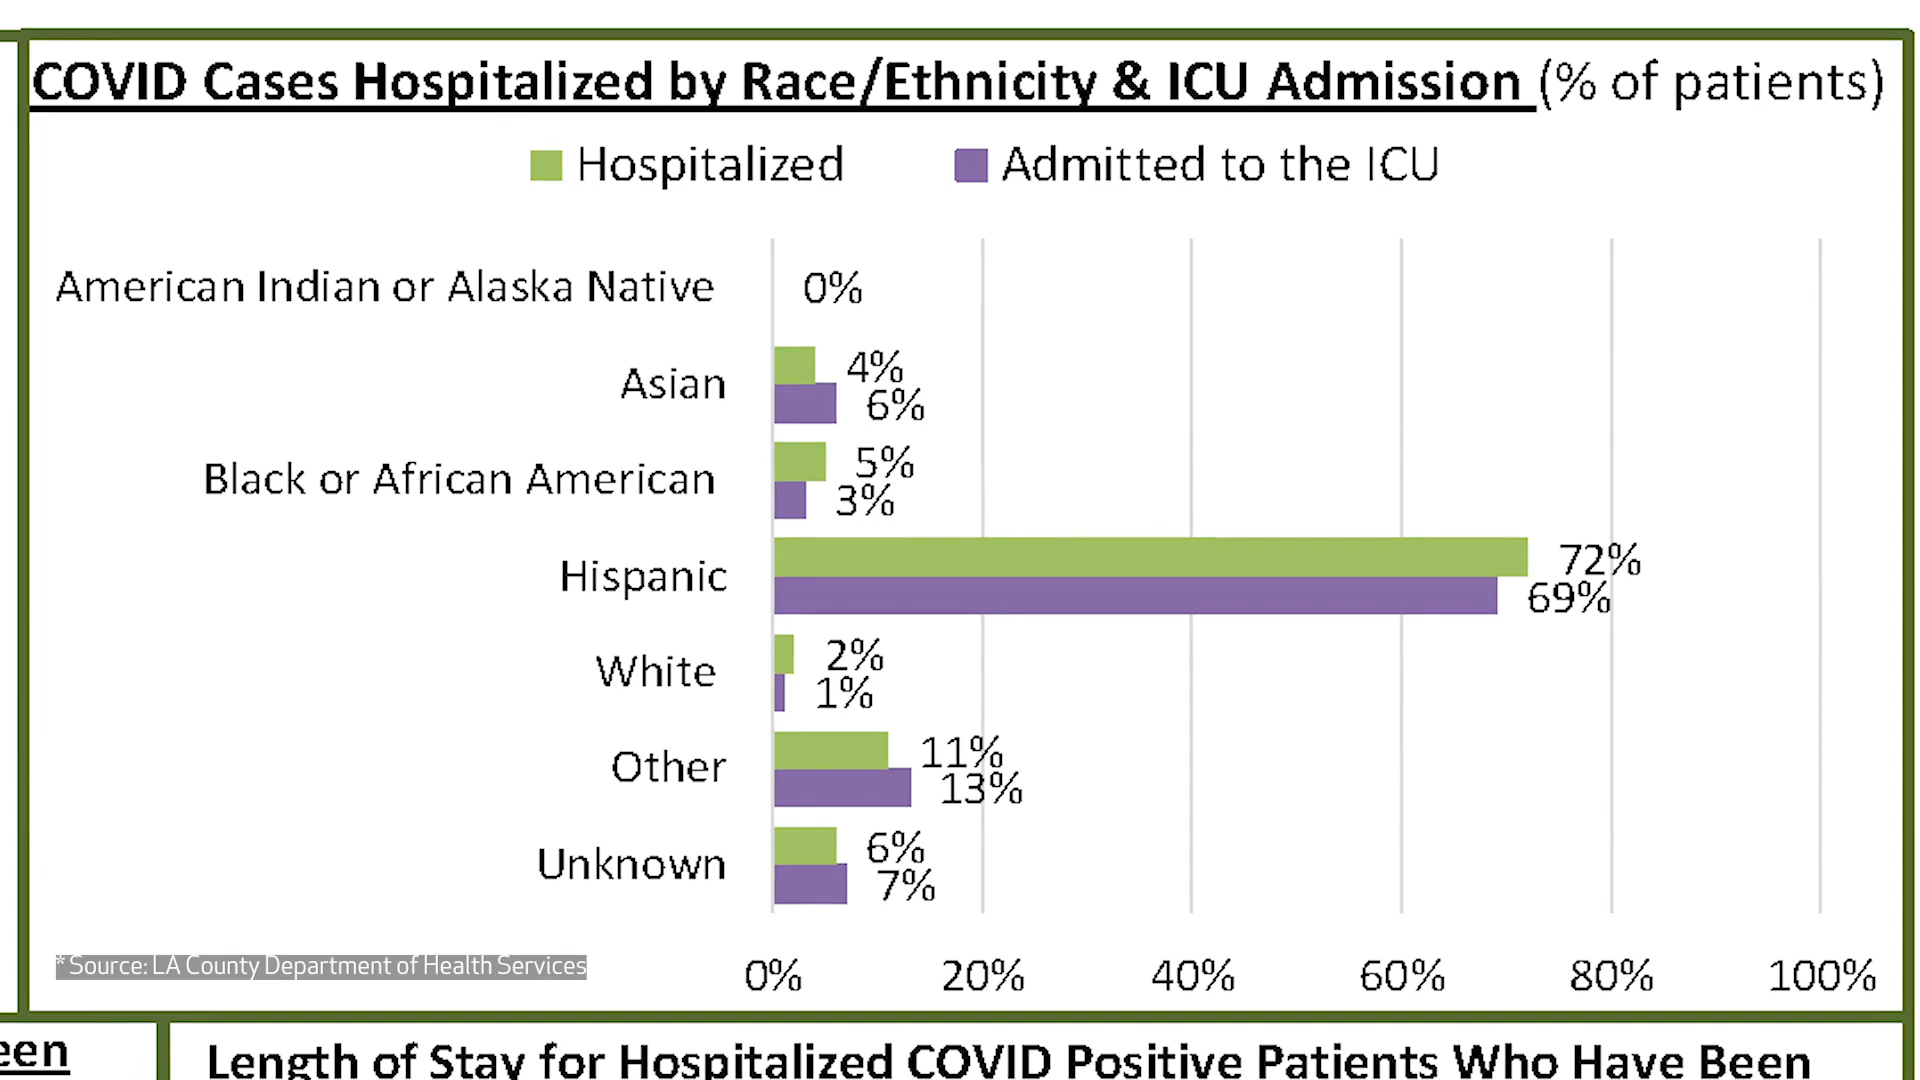 COVID Cases Hospitalized by Race/Ethnicity & ICU Admission (% of patients)
Hospitalized Admitted to the ICU
American Indian or Alaska Native 0%
Asian 4%
6%
Black or African American 5%
3%
Hispanic 72%
69%
White 2%
1%
Other 11%
13%
Unknown 6%
7%
* Source: LA County Department of Health Services
0% 20% 40% 60% 80% 100%
een
Length of Stay for Hospitalized COVID Positive Patients Who Have Been